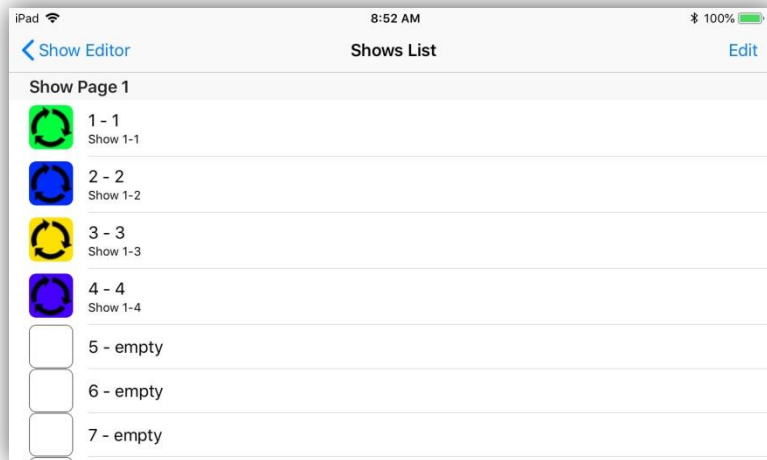 iPad 8:52 AM 100%
Show Editor Shows List Edit
Show Page 1
1 - 1
Show 1-1
2 - 2
Show 1-2
3 - 3
Show 1-3
4 - 4
Show 1-4
5 - empty
6 - empty
7 - empty